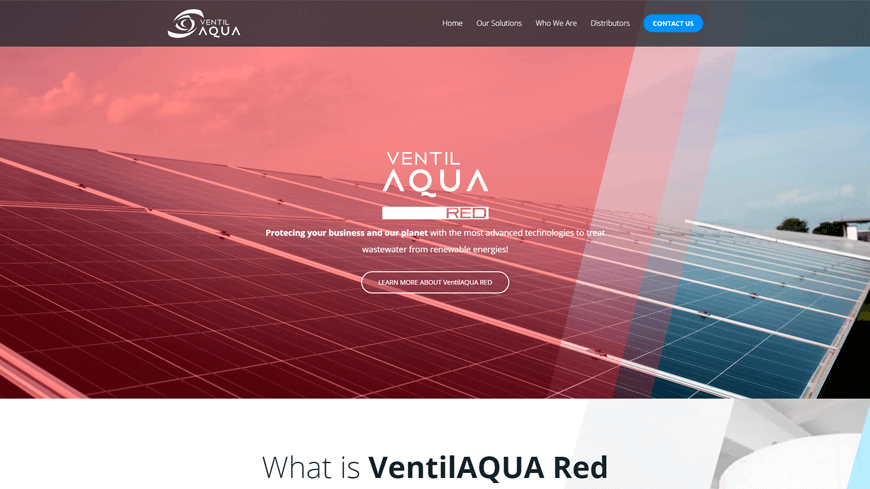 VENTIL
AQUA
Home Our Solutions Who We Are Distributors CONTACT US
VENTIL
AQUA
RED
Protecing your business and our planet with the most advanced technologies to treat
wastewater from renewable energies!
LEARN MORE ABOUT VentilAQUA RED
What is VentilAQUA Red